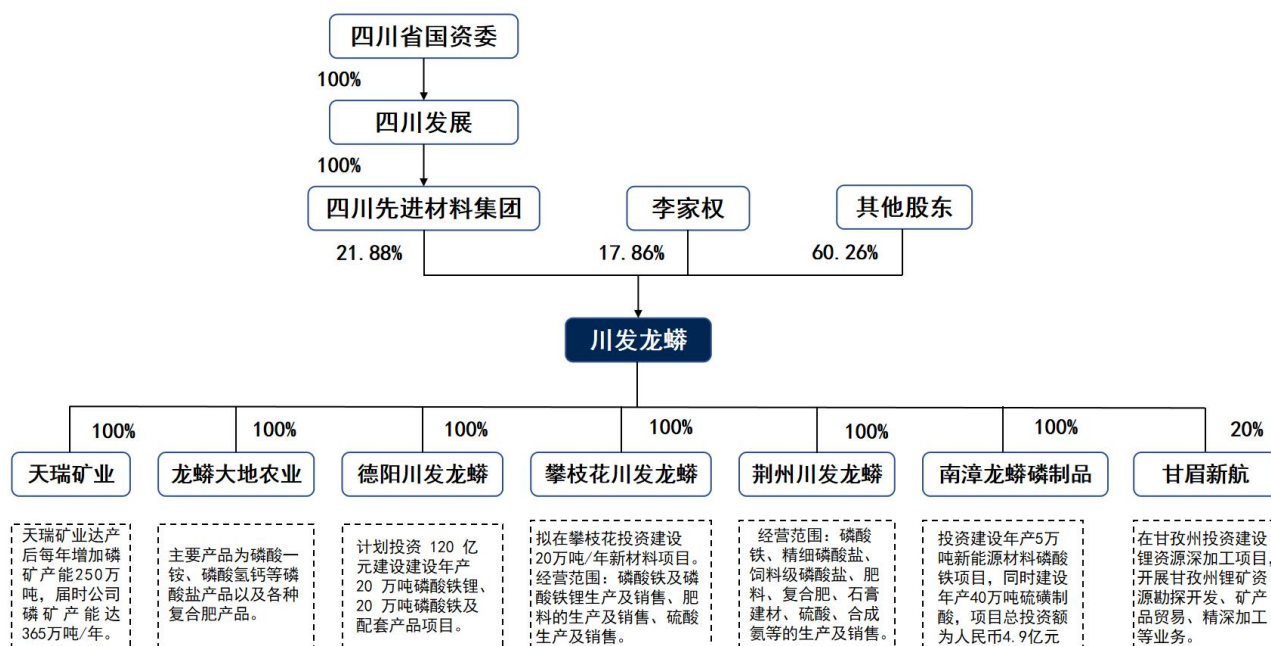 四川省国资委
100%
四川发展
100%
四川先进材料集团
李家权
其他股东
21.88%
17.86%
60.26%
川发龙蟒
100%
100%
100%
100%
100%
100%
20%
天瑞矿业
龙蟒大地农业
德阳川发龙蟒
攀枝花川发龙蟒
荆州川发龙蟒
南漳龙蟒磷制品
甘眉新航
天瑞矿业达产
后每年增加磷
矿产能250万
吨，届时公司
磷矿产能达
365万吨/年。
主要产品为磷酸一
铵、磷酸氢钙等磷
酸盐产品以及各种
复合肥产品。
计划投资 120 亿
元建设建设年产
20 万吨磷酸铁锂、
20 万吨磷酸铁及
配套产品项目。
拟在攀枝花投资建设
20万吨/年新材料项目。
经营范围：磷酸铁及磷
酸铁锂生产及销售、肥
料的生产及销售、硫酸
生产及销售。
经营范围：磷酸
铁、精细磷酸盐、
饲料级磷酸盐、肥
料、复合肥、石膏
建材、硫酸、合成
氨等的生产及销售。
投资建设年产5万
吨新能源材料磷酸
铁项目，同时建设
年产40万吨硫磺制
酸，项目总投资额
为人民币4.9亿元
在甘孜州投资建设
锂资源深加工项目，
开展甘孜州锂矿资
源勘探开发、矿产
品贸易、精深加工
等业务。